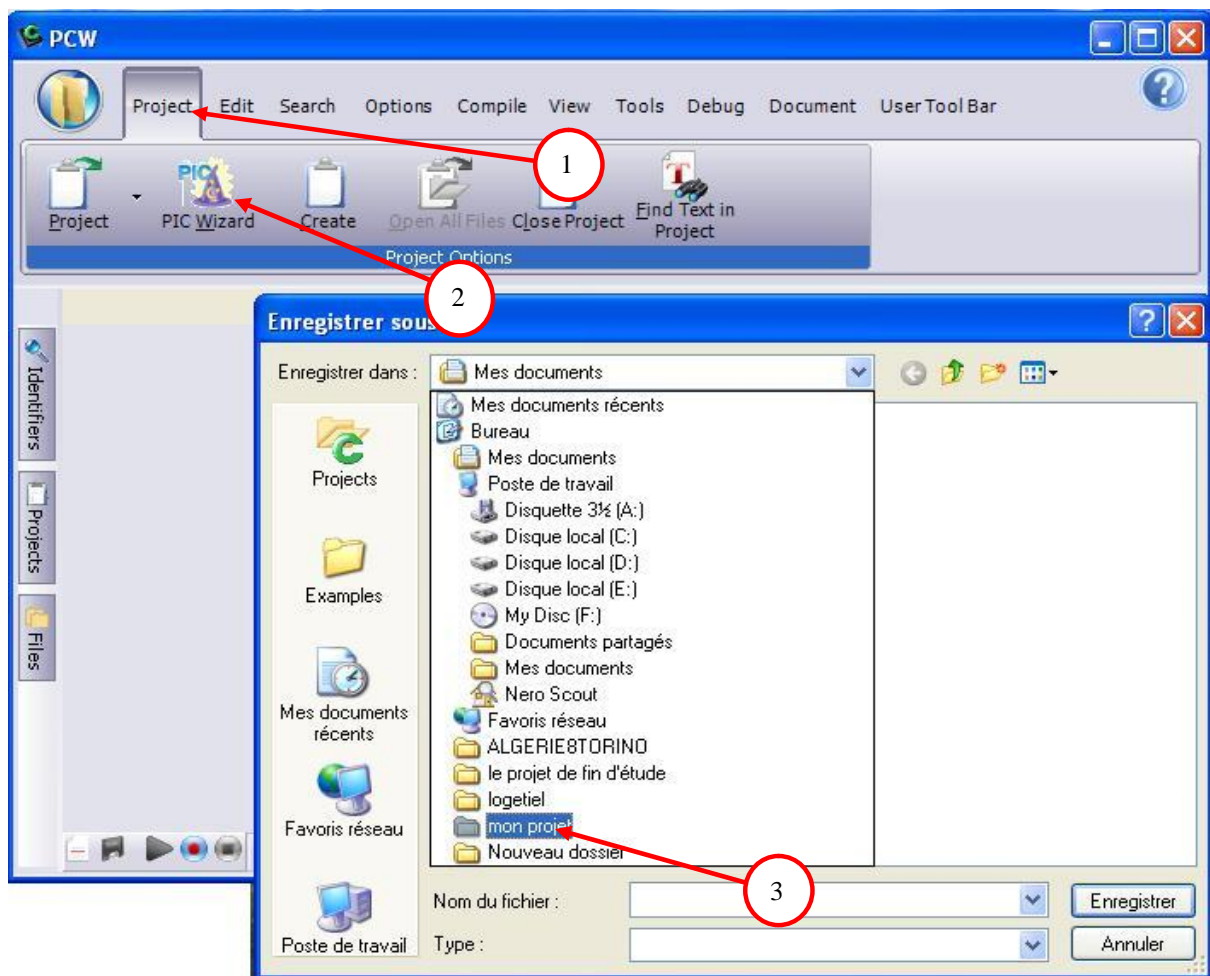 PCW
Project Edit Search Options Compile View Tools Debug Document User Tool Bar
1
Project PIC Wizard Create Open All Files Close Project Find Text in Project
Project Options
2
Identifiers
Projects
Files
Enregistrer sous
Enregistrer dans : Mes documents
Projects
Examples
Mes documents récents
Favoris réseau
Poste de travail
Mes documents récents
Bureau
Mes documents
Poste de travail
Disquette 3½ (A:)
Disque local (C:)
Disque local (D:)
Disque local (E:)
My Disc (F:)
Documents partagés
Mes documents
Nero Scout
Favoris réseau
ALGERIE8TORINO
le projet de fin d'étude
logetiel
mon projet
Nouveau dossier
3
Nom du fichier : Enregistrer
Type : Annuler